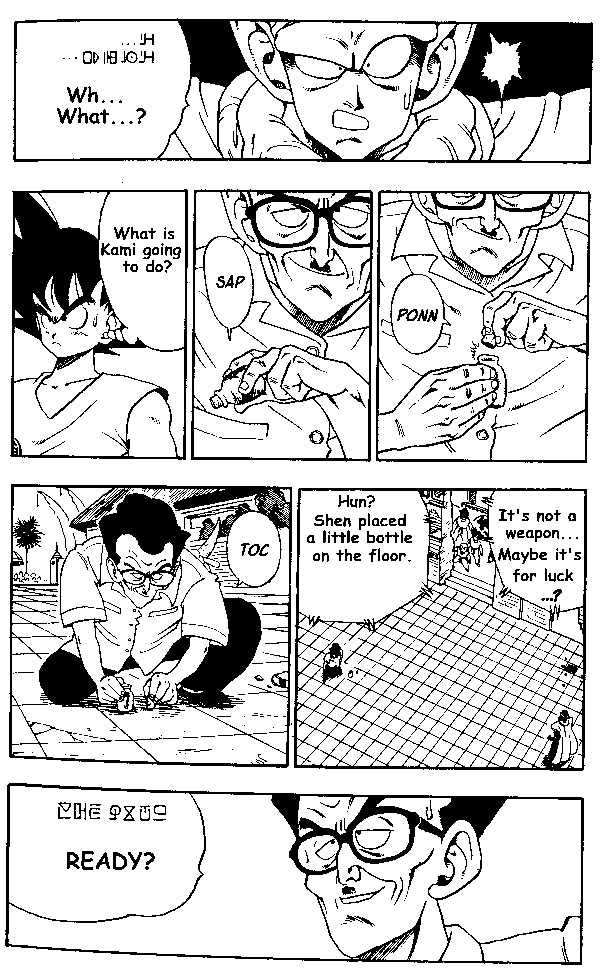 Wh...
What...?
What is
Kami going
to do?
SAP
PONN
TOC
Hun?
Shen placed
a little bottle
on the floor.
It's not a
weapon...
Maybe it's
for luck
...?
READY?